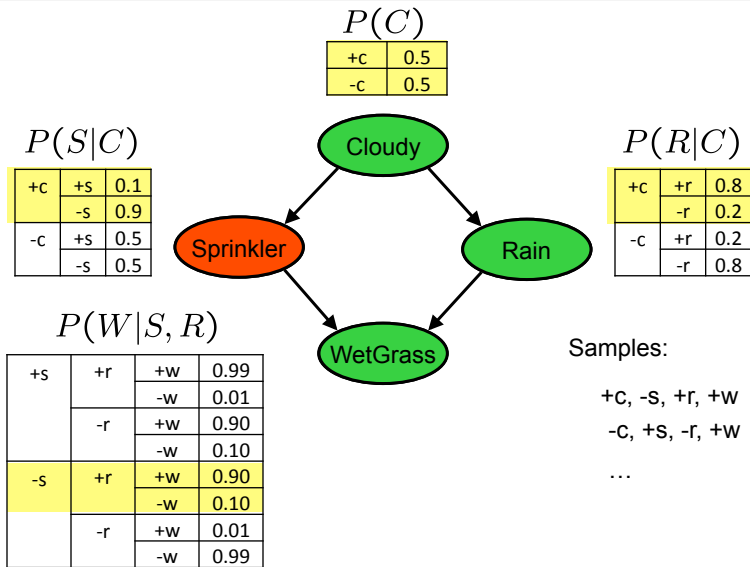 P(C)
+c 0.5
-c 0.5
P(S|C)
+c +s 0.1
-s 0.9
-c +s 0.5
-s 0.5
Cloudy
P(R|C)
+c +r 0.8
-r 0.2
-c +r 0.2
-r 0.8
Sprinkler
Rain
P(W|S, R)
+s +r +w 0.99
-w 0.01
-r +w 0.90
-w 0.10
-s +r +w 0.90
-w 0.10
-r +w 0.01
-w 0.99
WetGrass
Samples:
+c, -s, +r, +w
-c, +s, -r, +w
...